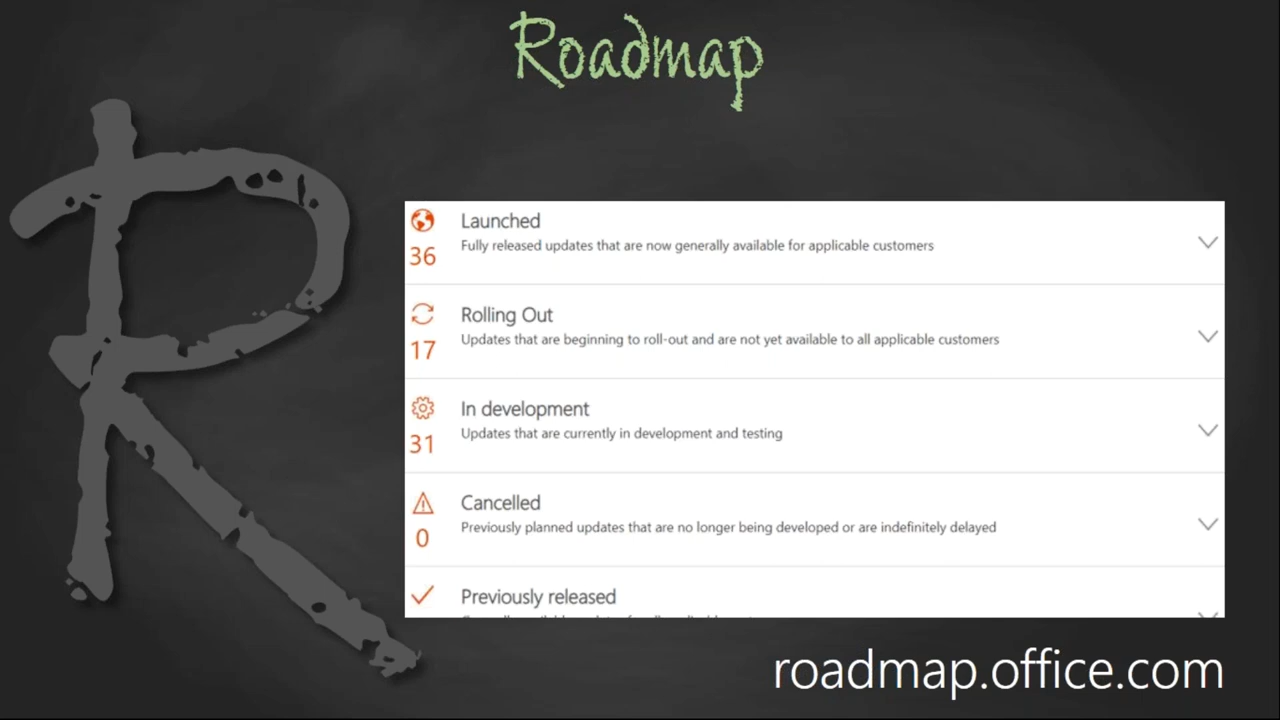 Roadmap
R
Launched
36
Fully released updates that are now generally available for applicable customers
Rolling Out
17
Updates that are beginning to roll-out and are not yet available to all applicable customers
In development
31
Updates that are currently in development and testing
Cancelled
0
Previously planned updates that are no longer being developed or are indefinitely delayed
Previously released
roadmap.office.com